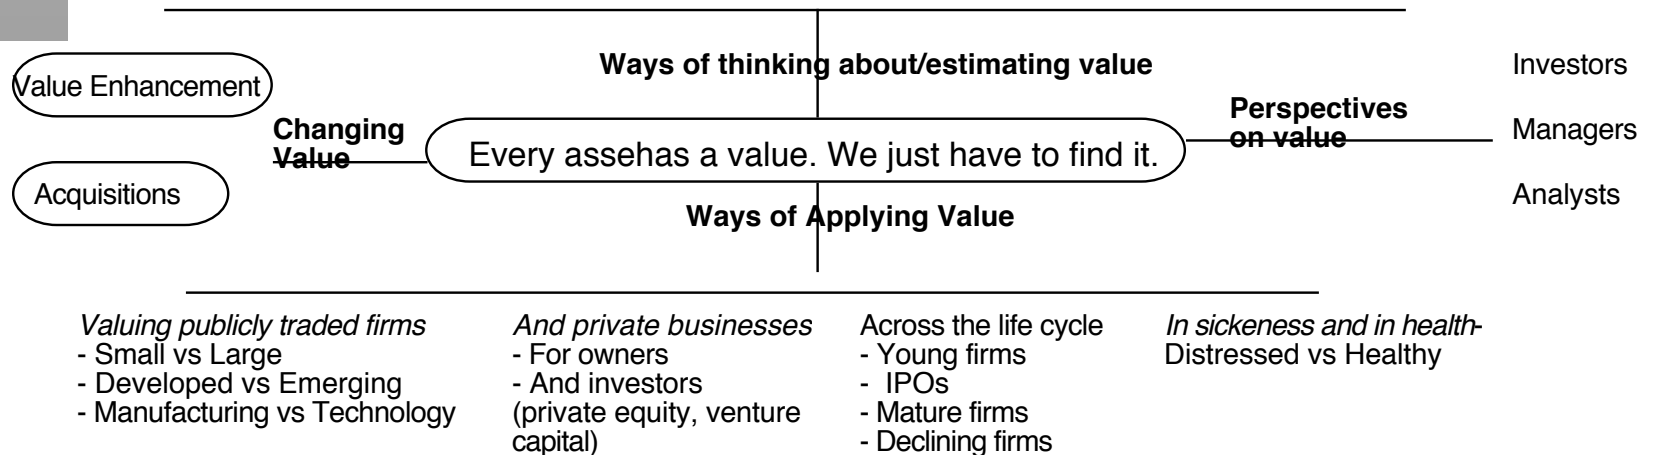 Ways of thinking about/estimating value
Value Enhancement
Acquisitions
Changing
Value
Every assehas a value. We just have to find it.
Perspectives
on value
Investors
Managers
Analysts
Ways of Applying Value
Valuing publicly traded firms
- Small vs Large
- Developed vs Emerging
- Manufacturing vs Technology
And private businesses
- For owners
- And investors
(private equity, venture
capital)
Across the life cycle
- Young firms
- IPOs
- Mature firms
- Declining firms
In sickeness and in health-
Distressed vs Healthy